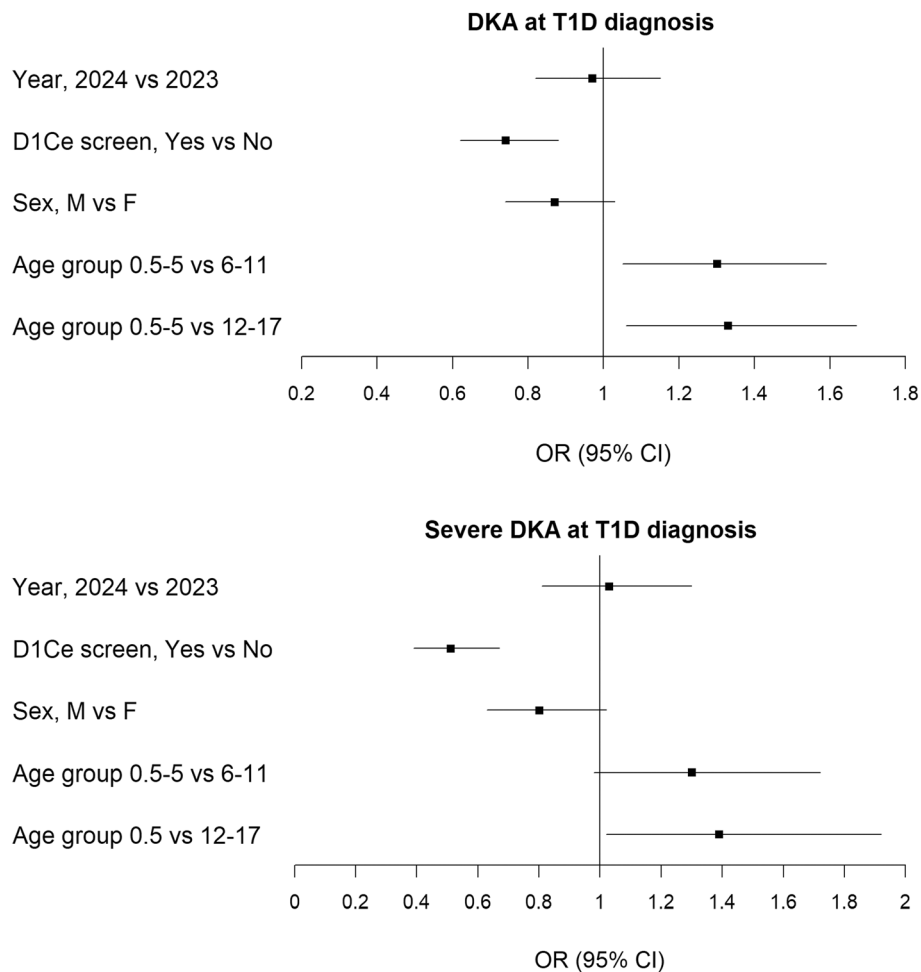 DKA at T1D diagnosis
Year, 2024 vs 2023
D1Ce screen, Yes vs No
Sex, M vs F
Age group 0.5-5 vs 6-11
Age group 0.5-5 vs 12-17
0.2 0.4 0.6 0.8 1 1.2 1.4 1.6 1.8
OR (95% CI)
Severe DKA at T1D diagnosis
Year, 2024 vs 2023
D1Ce screen, Yes vs No
Sex, M vs F
Age group 0.5-5 vs 6-11
Age group 0.5 vs 12-17
0 0.2 0.4 0.6 0.8 1 1.2 1.4 1.6 1.8 2
OR (95% CI)